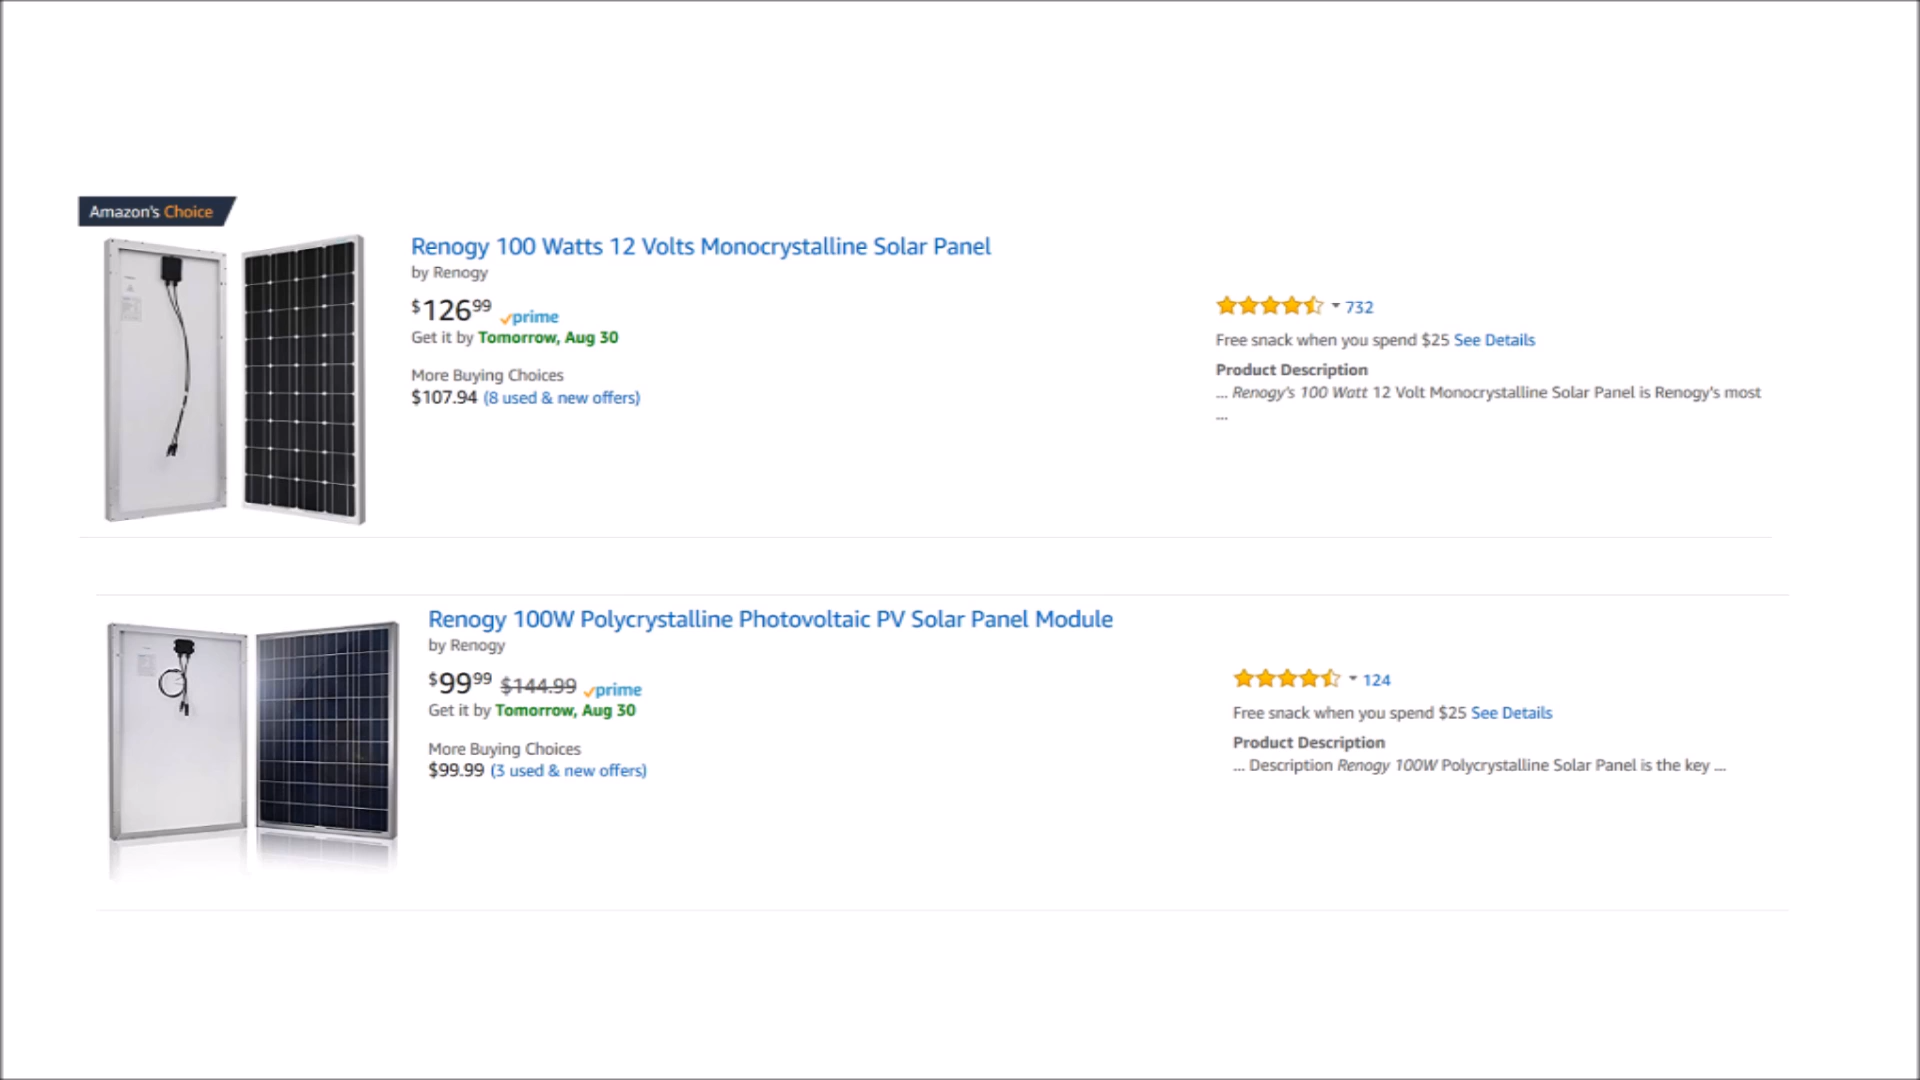 Amazon's Choice
Renogy 100 Watts 12 Volts Monocrystalline Solar Panel
by Renogy
$126.99 prime
Get it by Tomorrow, Aug 30
More Buying Choices
$107.94 (8 used & new offers)
732
Free snack when you spend $25 See Details
Product Description
... Renogy's 100 Watt 12 Volt Monocrystalline Solar Panel is Renogy's most
...
Renogy 100W Polycrystalline Photovoltaic PV Solar Panel Module
by Renogy
$99.99 $144.99 prime
Get it by Tomorrow, Aug 30
More Buying Choices
$99.99 (3 used & new offers)
124
Free snack when you spend $25 See Details
Product Description
... Description Renogy 100W Polycrystalline Solar Panel is the key ...